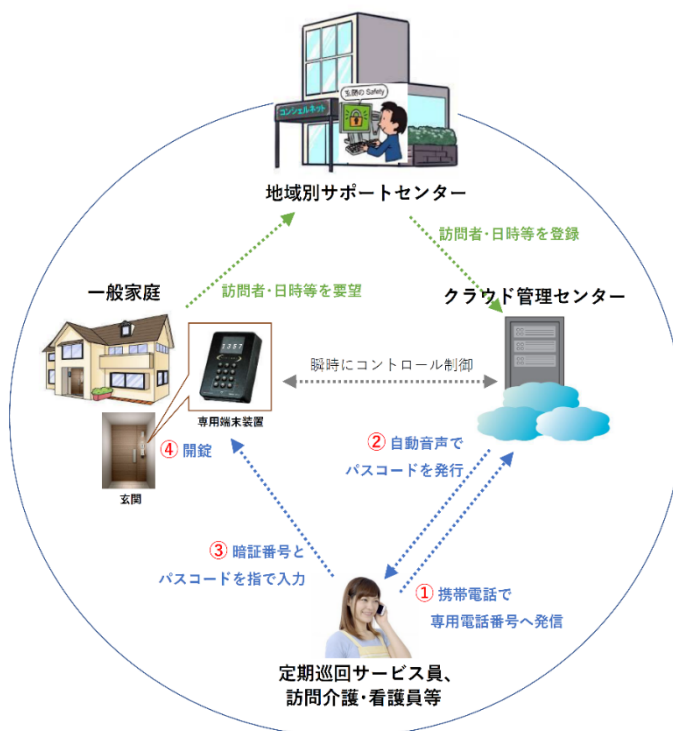 玄関の Safety
コンシェルネット
地域別サポートセンター
訪問者･日時等を登録
一般家庭
訪問者･日時等を要望
クラウド管理センター
1357
瞬時にコントロール制御
専用端末装置
④ 開錠
玄関
② 自動音声で
パスコードを発行
③ 暗証番号と
パスコードを指で入力
① 携帯電話で
専用電話番号へ発信
定期巡回サービス員、
訪問介護･看護員等